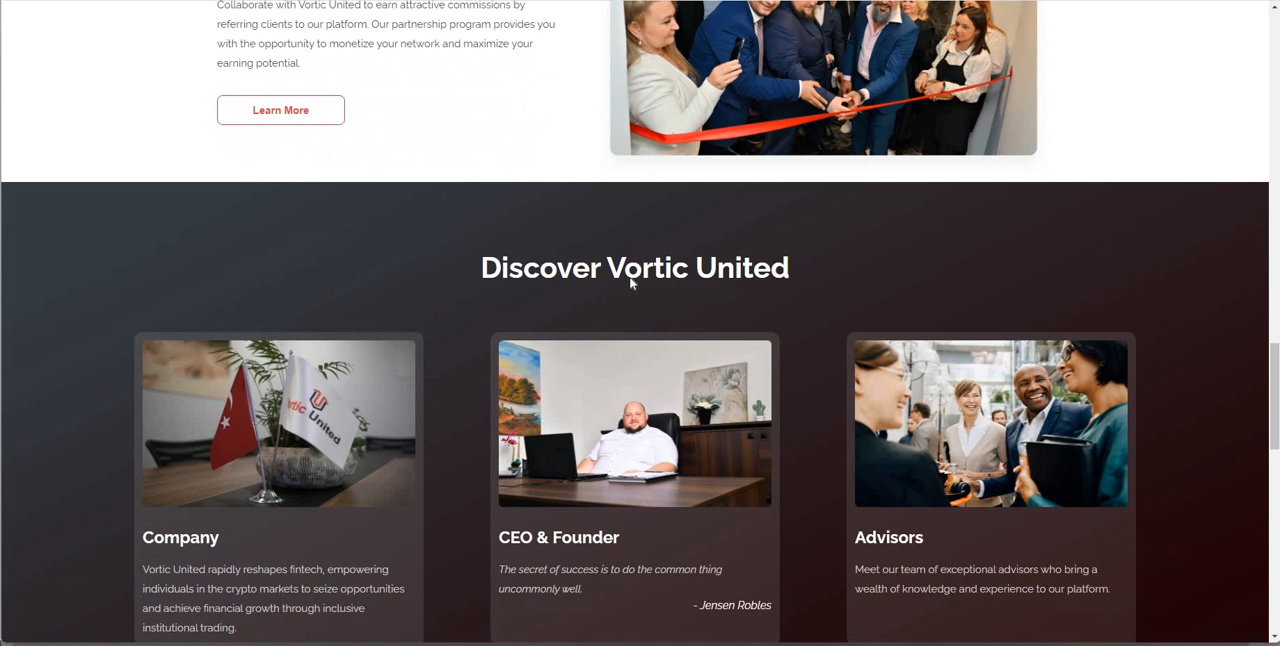 Collaborate with Vortic United to earn attractive commissions by
referring clients to our platform. Our partnership program provides you
with the opportunity to monetize your network and maximize your
earning potential.
Learn More
Discover Vortic United
rtic
United
Company
Vortic United rapidly reshapes fintech, empowering
individuals in the crypto markets to seize opportunities
and achieve financial growth through inclusive
institutional trading.
CEO & Founder
The secret of success is to do the common thing
uncommonly well.
- Jensen Robles
Advisors
Meet our team of exceptional advisors who bring a
wealth of knowledge and experience to our platform.